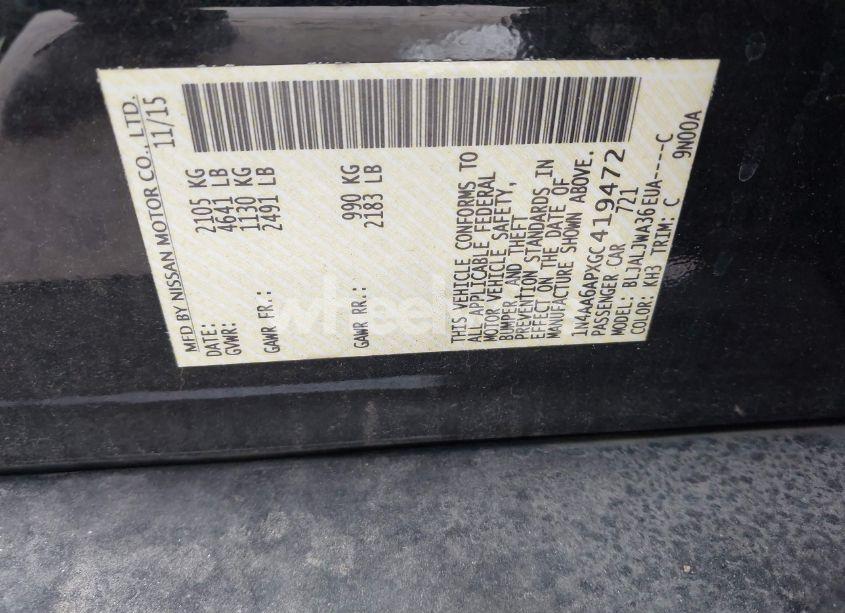 MFD BY NISSAN MOTOR CO., LTD.
DATE: 11/15
GVWR: 2105 KG
4641 LB
GAWR FR.: 1130 KG
2491 LB
GAWR RR.: 990 KG
2183 LB
THIS VEHICLE CONFORMS TO
ALL APPLICABLE FEDERAL
MOTOR VEHICLE SAFETY,
BUMPER, AND THEFT
PREVENTION STANDARDS IN
EFFECT ON THE DATE OF
MANUFACTURE SHOWN ABOVE.
1N4AA6APXGC419472
PASSENGER CAR 721
MODEL: BLJALJWA36EUA----C
COLOR: KH3 TRIM: C
9N00A